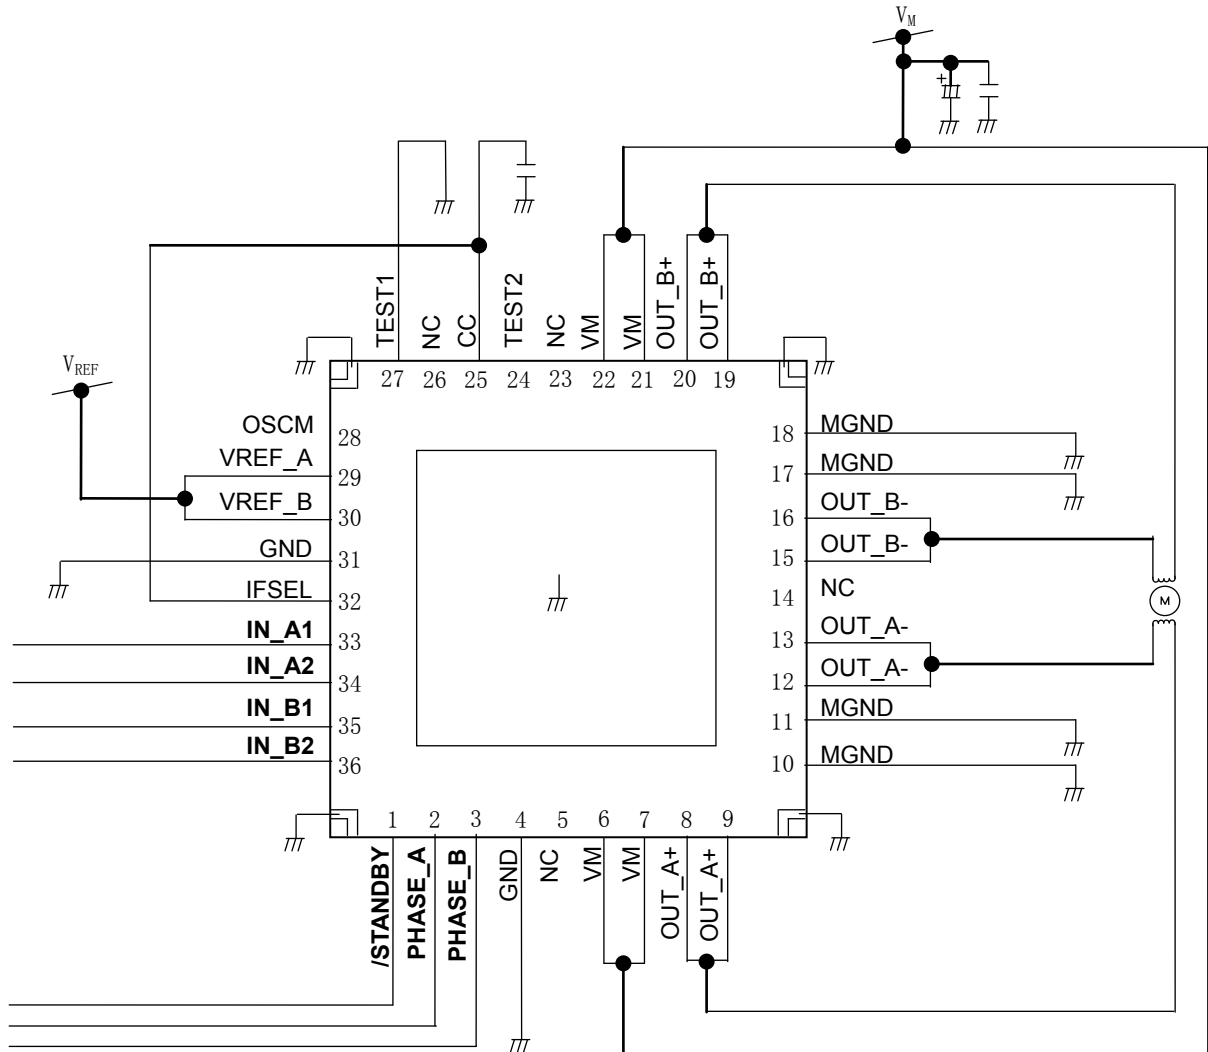 V_M
+
TEST1
NC
CC
TEST2
NC
VM
VM
OUT_B+
OUT_B+
27 26 25 24 23 22 21 20 19
V_REF
OSCM 28
VREF_A 29
VREF_B 30
GND 31
IFSEL 32
IN_A1 33
IN_A2 34
IN_B1 35
IN_B2 36
18 MGND
17 MGND
16 OUT_B-
15 OUT_B-
14 NC
13 OUT_A-
12 OUT_A-
11 MGND
10 MGND
M
1 2 3 4 5 6 7 8 9
/STANDBY
PHASE_A
PHASE_B
GND
NC
VM
VM
OUT_A+
OUT_A+